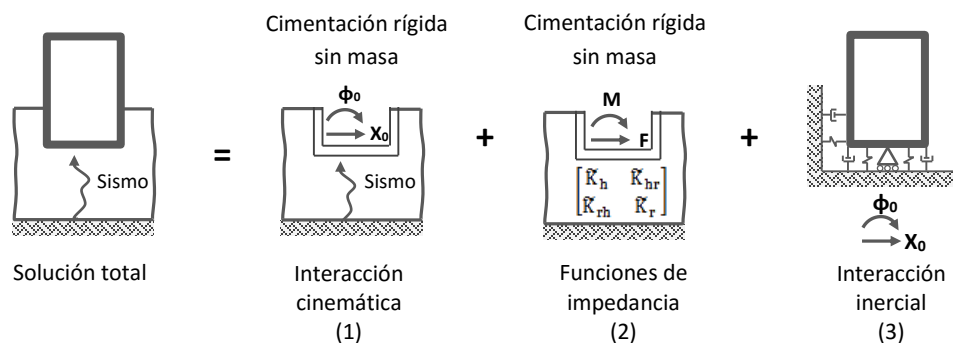 Cimentación rígida
sin masa
Φ₀
X₀
Sismo
Sismo
=
Cimentación rígida
sin masa
M
F
+
K̃h K̃hr
K̃rh K̃r
+
Φ₀
X₀
Solución total
Interacción
cinemática
(1)
Funciones de
impedancia
(2)
Interacción
inercial
(3)